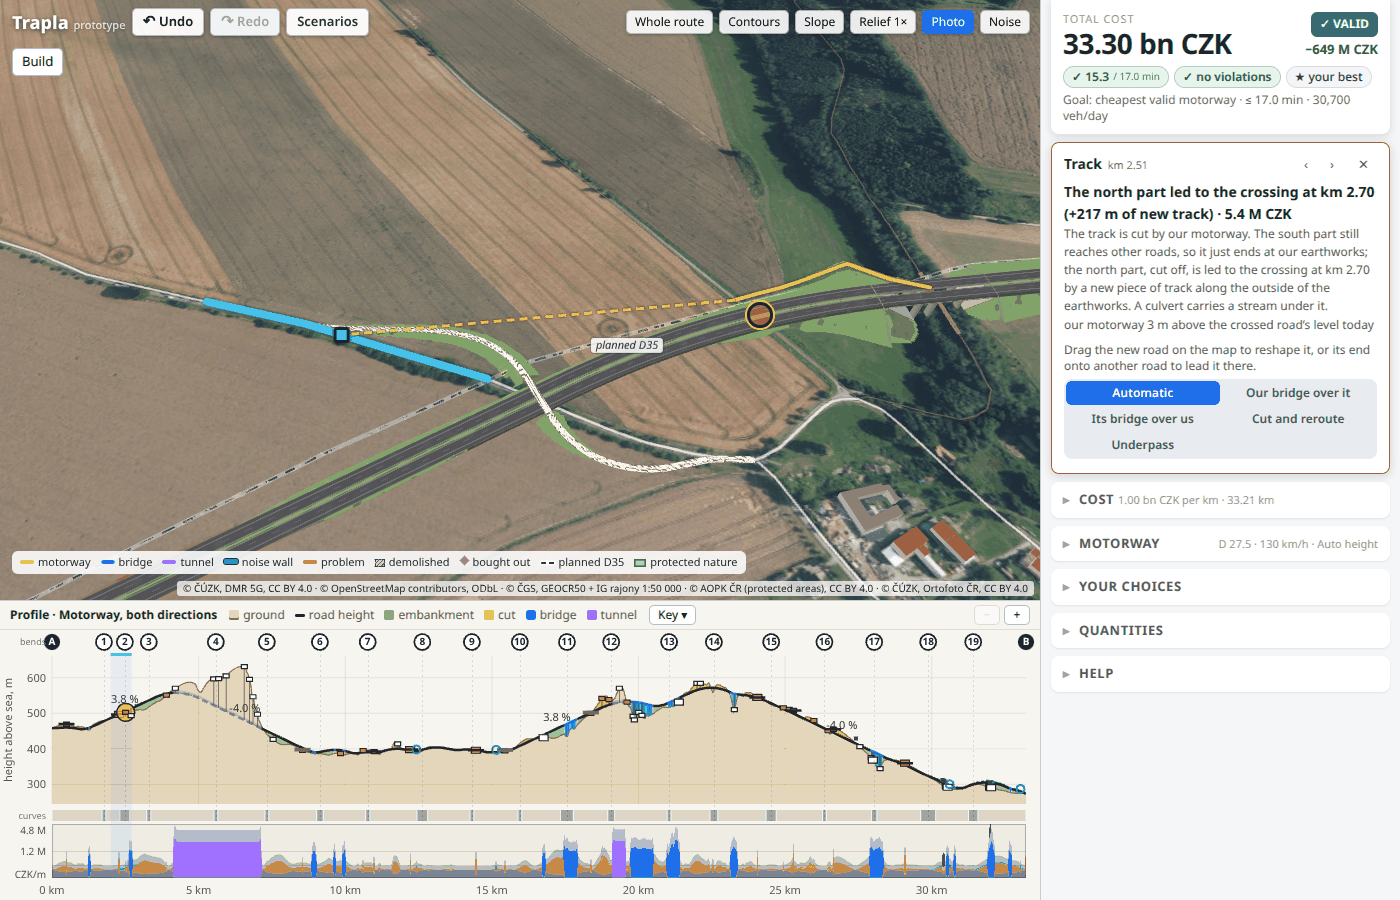 Trapla prototype
↶ Undo
↷ Redo
Scenarios
Whole route
Contours
Slope
Relief 1×
Photo
Noise
Build
planned D35
motorway
bridge
tunnel
noise wall
problem
demolished
bought out
planned D35
protected nature
© ČÚZK, DMR 5G, CC BY 4.0 · © OpenStreetMap contributors, ODbL · © ČGS, GEOCR50 + IG rajony 1:50 000 · © AOPK ČR (protected areas), CC BY 4.0 · © ČÚZK, Ortofoto ČR, CC BY 4.0
TOTAL COST
✓ VALID
33.30 bn CZK
−649 M CZK
✓ 15.3 / 17.0 min
✓ no violations
★ your best
Goal: cheapest valid motorway · ≤ 17.0 min · 30,700
veh/day
Track km 2.51
‹ › ✕
The north part led to the crossing at km 2.70
(+217 m of new track) · 5.4 M CZK
The track is cut by our motorway. The south part still
reaches other roads, so it just ends at our earthworks;
the north part, cut off, is led to the crossing at km 2.70
by a new piece of track along the outside of the
earthworks. A culvert carries a stream under it.
our motorway 3 m above the crossed road's level today
Drag the new road on the map to reshape it, or its end
onto another road to lead it there.
Automatic
Our bridge over it
Its bridge over us
Cut and reroute
Underpass
▶ COST 1.00 bn CZK per km · 33.21 km
▶ MOTORWAY D 27.5 · 130 km/h · Auto height
▶ YOUR CHOICES
▶ QUANTITIES
▶ HELP
Profile · Motorway, both directions
ground
road height
embankment
cut
bridge
tunnel
Key ▾
−
+
bends
A 1 2 3 4 5 6 7 8 9 10 11 12 13 14 15 16 17 18 19 B
height above sea, m
600
500
400
300
3.8 %
-4.0 %
3.8 %
-4.0 %
curves
4.8 M
1.2 M
CZK/m
0 km
5 km
10 km
15 km
20 km
25 km
30 km